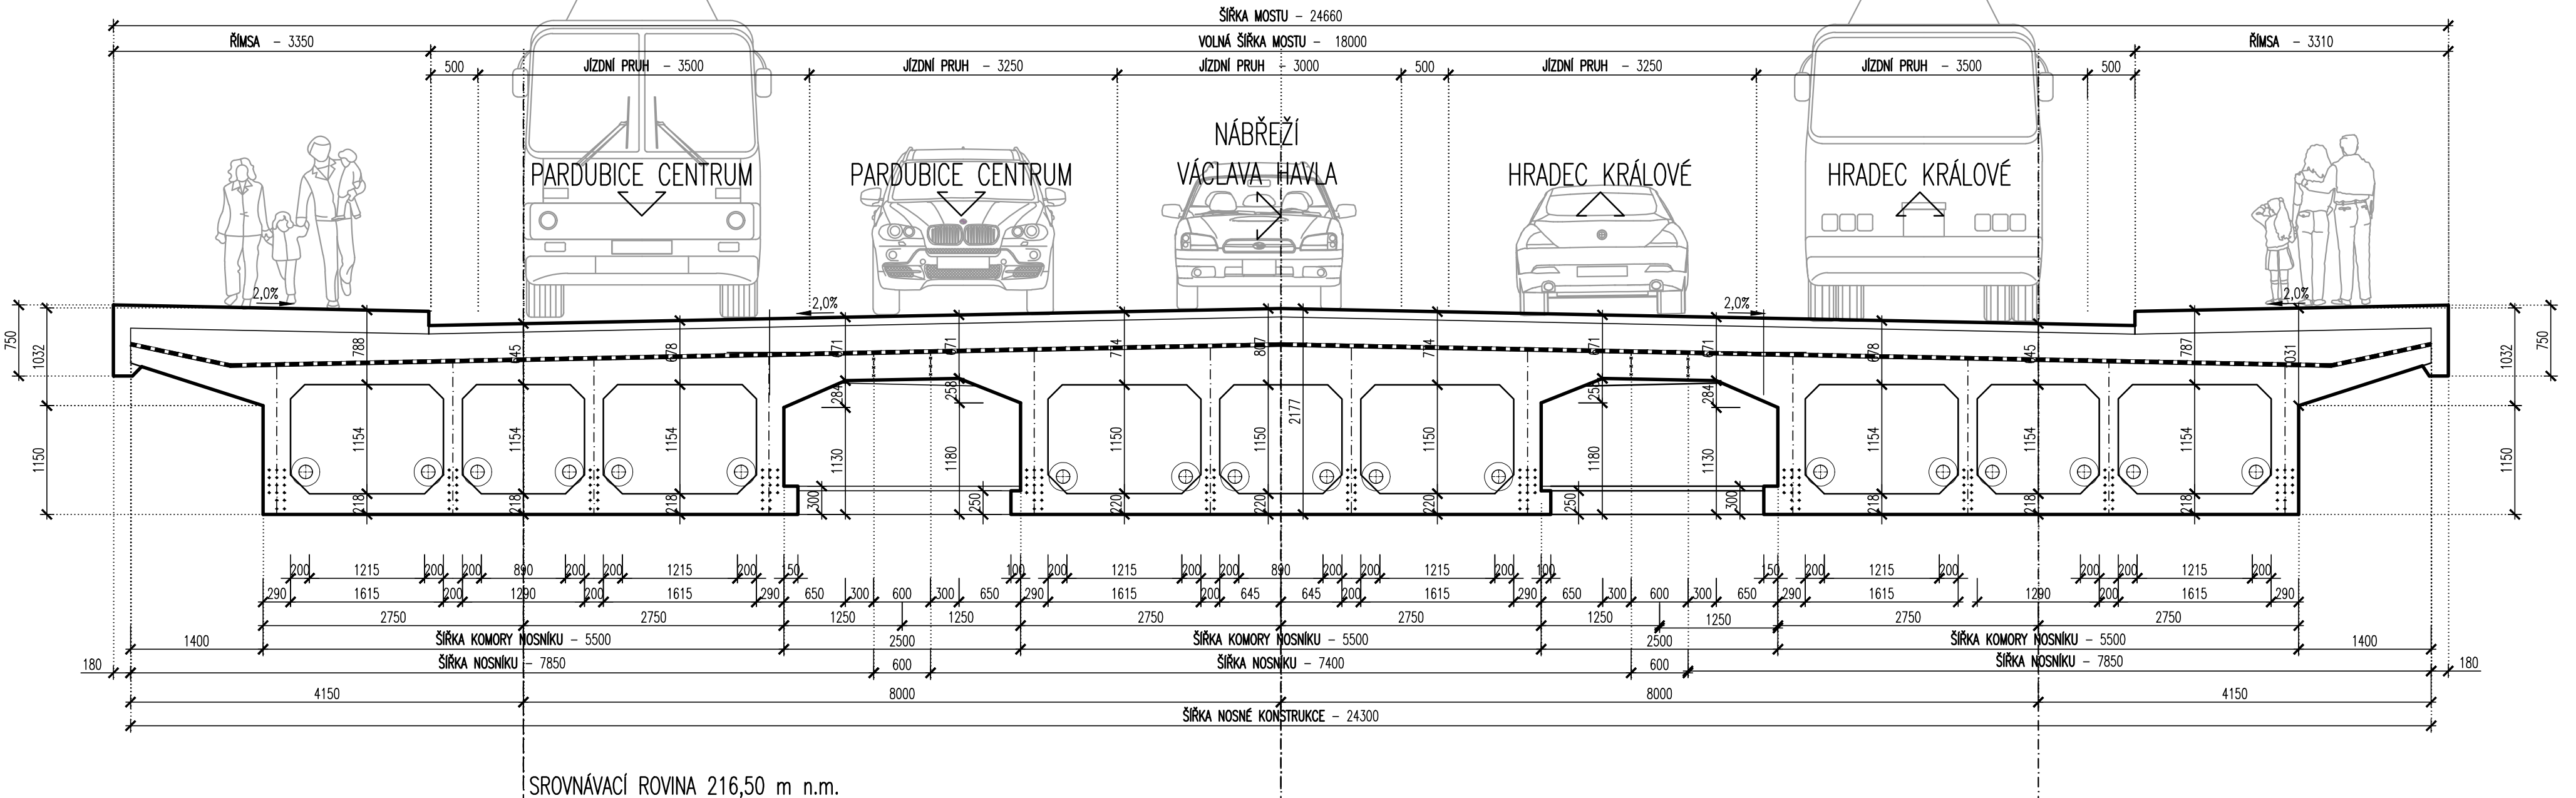 ŠÍŘKA MOSTU – 24660
ŘÍMSA – 3350
VOLNÁ ŠÍŘKA MOSTU – 18000
ŘÍMSA – 3310
500
JÍZDNÍ PRUH – 3500
JÍZDNÍ PRUH – 3250
JÍZDNÍ PRUH – 3000
500
JÍZDNÍ PRUH – 3250
JÍZDNÍ PRUH – 3500
500
PARDUBICE CENTRUM
PARDUBICE CENTRUM
NÁBŘEŽÍ
VÁCLAVA HAVLA
HRADEC KRÁLOVÉ
HRADEC KRÁLOVÉ
2,0%
2,0%
2,0%
2,0%
750
1032
788
645
678
671
671
714
807
714
671
671
678
645
787
1031
1032
750
284
258
258
284
1150
1154
1154
1154
1130
1180
1150
1150
2177
1150
1180
1130
1154
1154
1154
1150
218
218
218
300
250
220
220
220
250
300
218
218
218
200 1215 200 200 890 200 200 1215 200 150 100 200 1215 200 200 890 200 200 1215 200 100 150 200 1215 200 200 200 1215 200
290 1615 200 1290 200 1615 290 650 300 600 300 650 290 1615 200 645 645 200 1615 290 650 300 600 300 650 290 1615 1290 200 1615 290
2750 2750 1250 1250 2750 2750 1250 1250 2750 2750
1400 ŠÍŘKA KOMORY NOSNÍKU – 5500 2500 ŠÍŘKA KOMORY NOSNÍKU – 5500 2500 ŠÍŘKA KOMORY NOSNÍKU – 5500 1400
180 ŠÍŘKA NOSNÍKU – 7850 600 ŠÍŘKA NOSNÍKU – 7400 600 ŠÍŘKA NOSNÍKU – 7850 180
4150 8000 8000 4150
ŠÍŘKA NOSNÉ KONSTRUKCE – 24300
SROVNÁVACÍ ROVINA 216,50 m n.m.